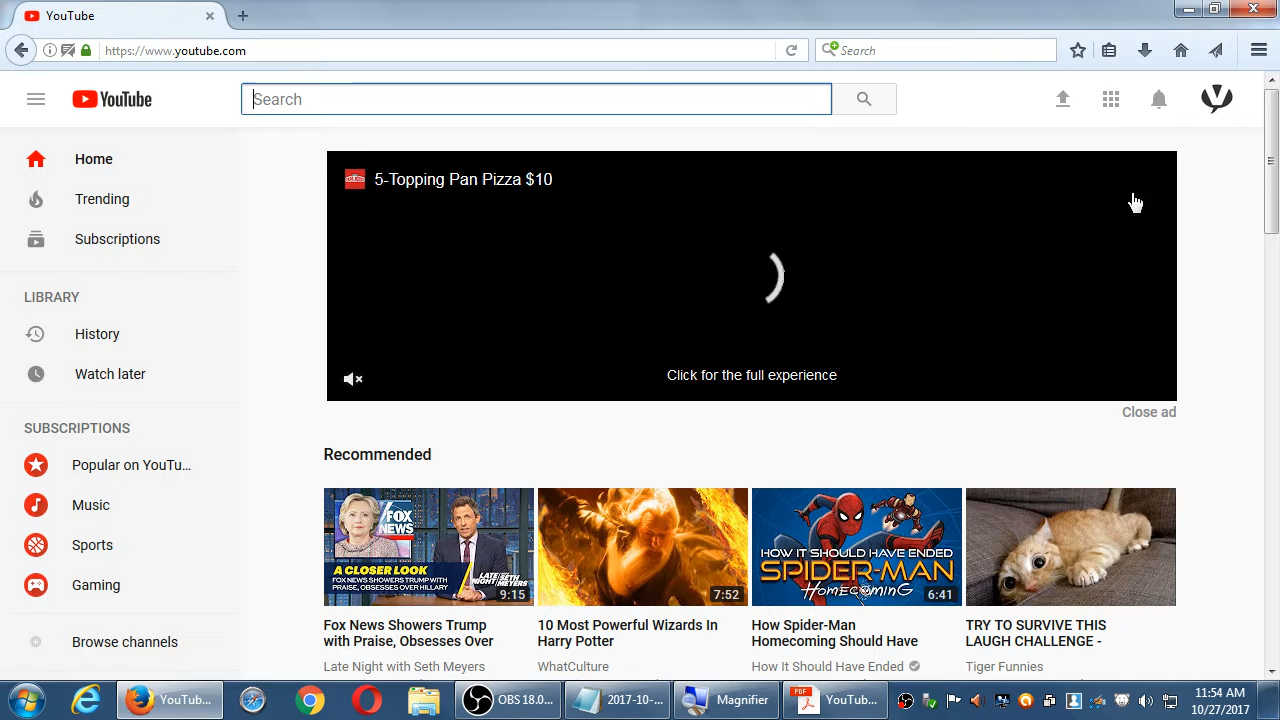 YouTube
https://www.youtube.com
Search
YouTube
Search
Home
Trending
Subscriptions
LIBRARY
History
Watch later
SUBSCRIPTIONS
Popular on YouTu...
Music
Sports
Gaming
Browse channels
5-Topping Pan Pizza $10
Click for the full experience
Close ad
Recommended
FOX
NEWS
A CLOSER LOOK
FOX NEWS SHOWERS TRUMP WITH
PRAISE, OBSESSES OVER HILLARY
LATE NIGHT
SETH
MEYERS
9:15
7:52
HOW IT SHOULD HAVE ENDED
SPIDER-MAN
HOMECOMING
6:41
Fox News Showers Trump
with Praise, Obsesses Over
Late Night with Seth Meyers
10 Most Powerful Wizards In
Harry Potter
WhatCulture
How Spider-Man
Homecoming Should Have
How It Should Have Ended
TRY TO SURVIVE THIS
LAUGH CHALLENGE -
Tiger Funnies
YouTube...
OBS 18.0...
2017-10-...
Magnifier
PDF
YouTub...
11:54 AM
10/27/2017